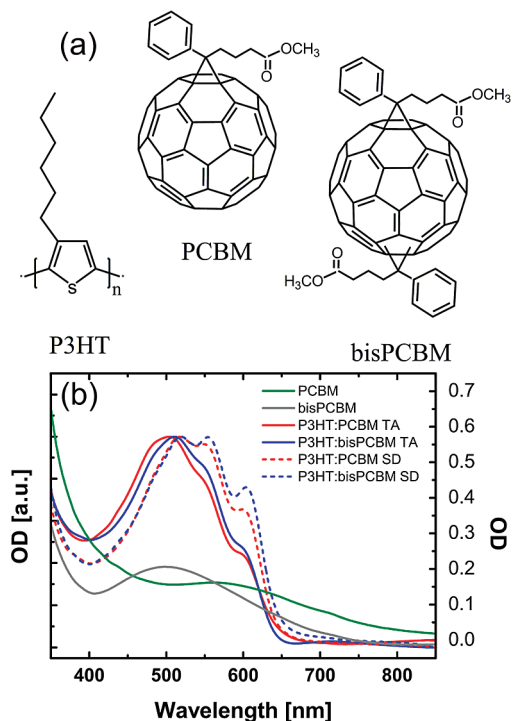 (a)
OCH3
O
PCBM
OCH3
O
H3CO
O
S
n
P3HT
bisPCBM
(b)
PCBM
bisPCBM
P3HT:PCBM TA
P3HT:bisPCBM TA
P3HT:PCBM SD
P3HT:bisPCBM SD
OD [a.u.]
0.7
0.6
0.5
0.4
0.3
0.2
0.1
0.0
OD
400 500 600 700 800
Wavelength [nm]